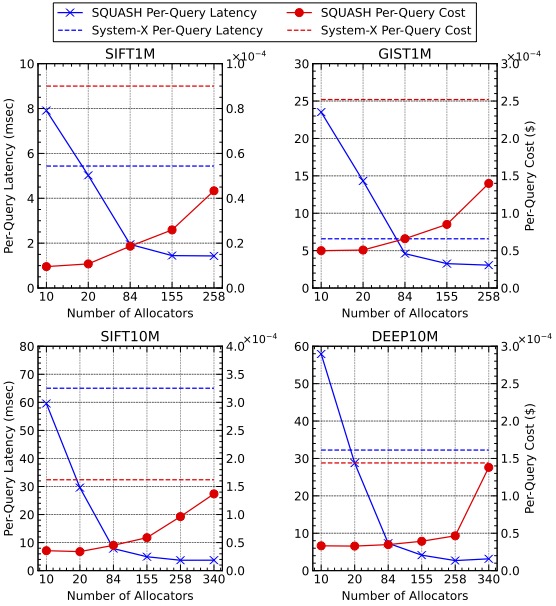 SQUASH Per-Query Latency SQUASH Per-Query Cost
System-X Per-Query Latency System-X Per-Query Cost
SIFT1M
×10⁻⁴
10 8 6 4 2 0
1.0 0.8 0.6 0.4 0.2 0.0
Per-Query Latency (msec)
10 20 84 155 258
Number of Allocators
GIST1M
×10⁻⁴
30 25 20 15 10 5 0
3.0 2.5 2.0 1.5 1.0 0.5 0.0
Per-Query Cost ($)
10 20 84 155 258
Number of Allocators
SIFT10M
×10⁻⁴
80 70 60 50 40 30 20 10 0
4.0 3.5 3.0 2.5 2.0 1.5 1.0 0.5 0.0
Per-Query Latency (msec)
10 20 84 155 258 340
Number of Allocators
DEEP10M
×10⁻⁴
60 50 40 30 20 10 0
3.0 2.5 2.0 1.5 1.0 0.5 0.0
Per-Query Cost ($)
10 20 84 155 258 340
Number of Allocators